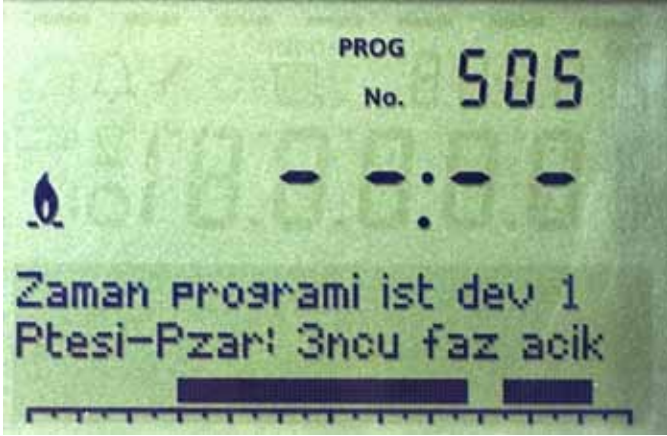 PROG
No. 505
- -:- -
Zaman programi ist dev 1
Ptesi-Pzar: 3ncu faz acik